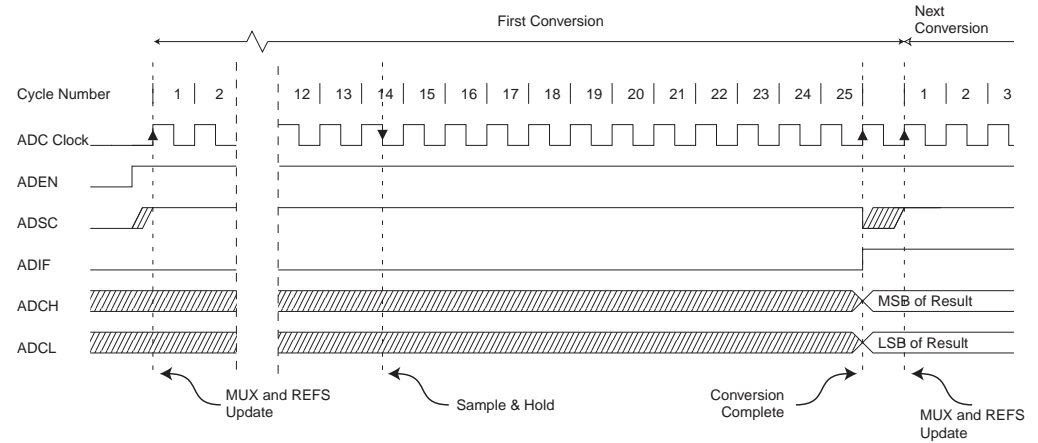 First Conversion
Next
Conversion
Cycle Number 1 2 12 13 14 15 16 17 18 19 20 21 22 23 24 25 1 2 3
ADC Clock
ADEN
ADSC
ADIF
ADCH
MSB of Result
ADCL
LSB of Result
MUX and REFS
Update
Sample & Hold
Conversion
Complete
MUX and REFS
Update